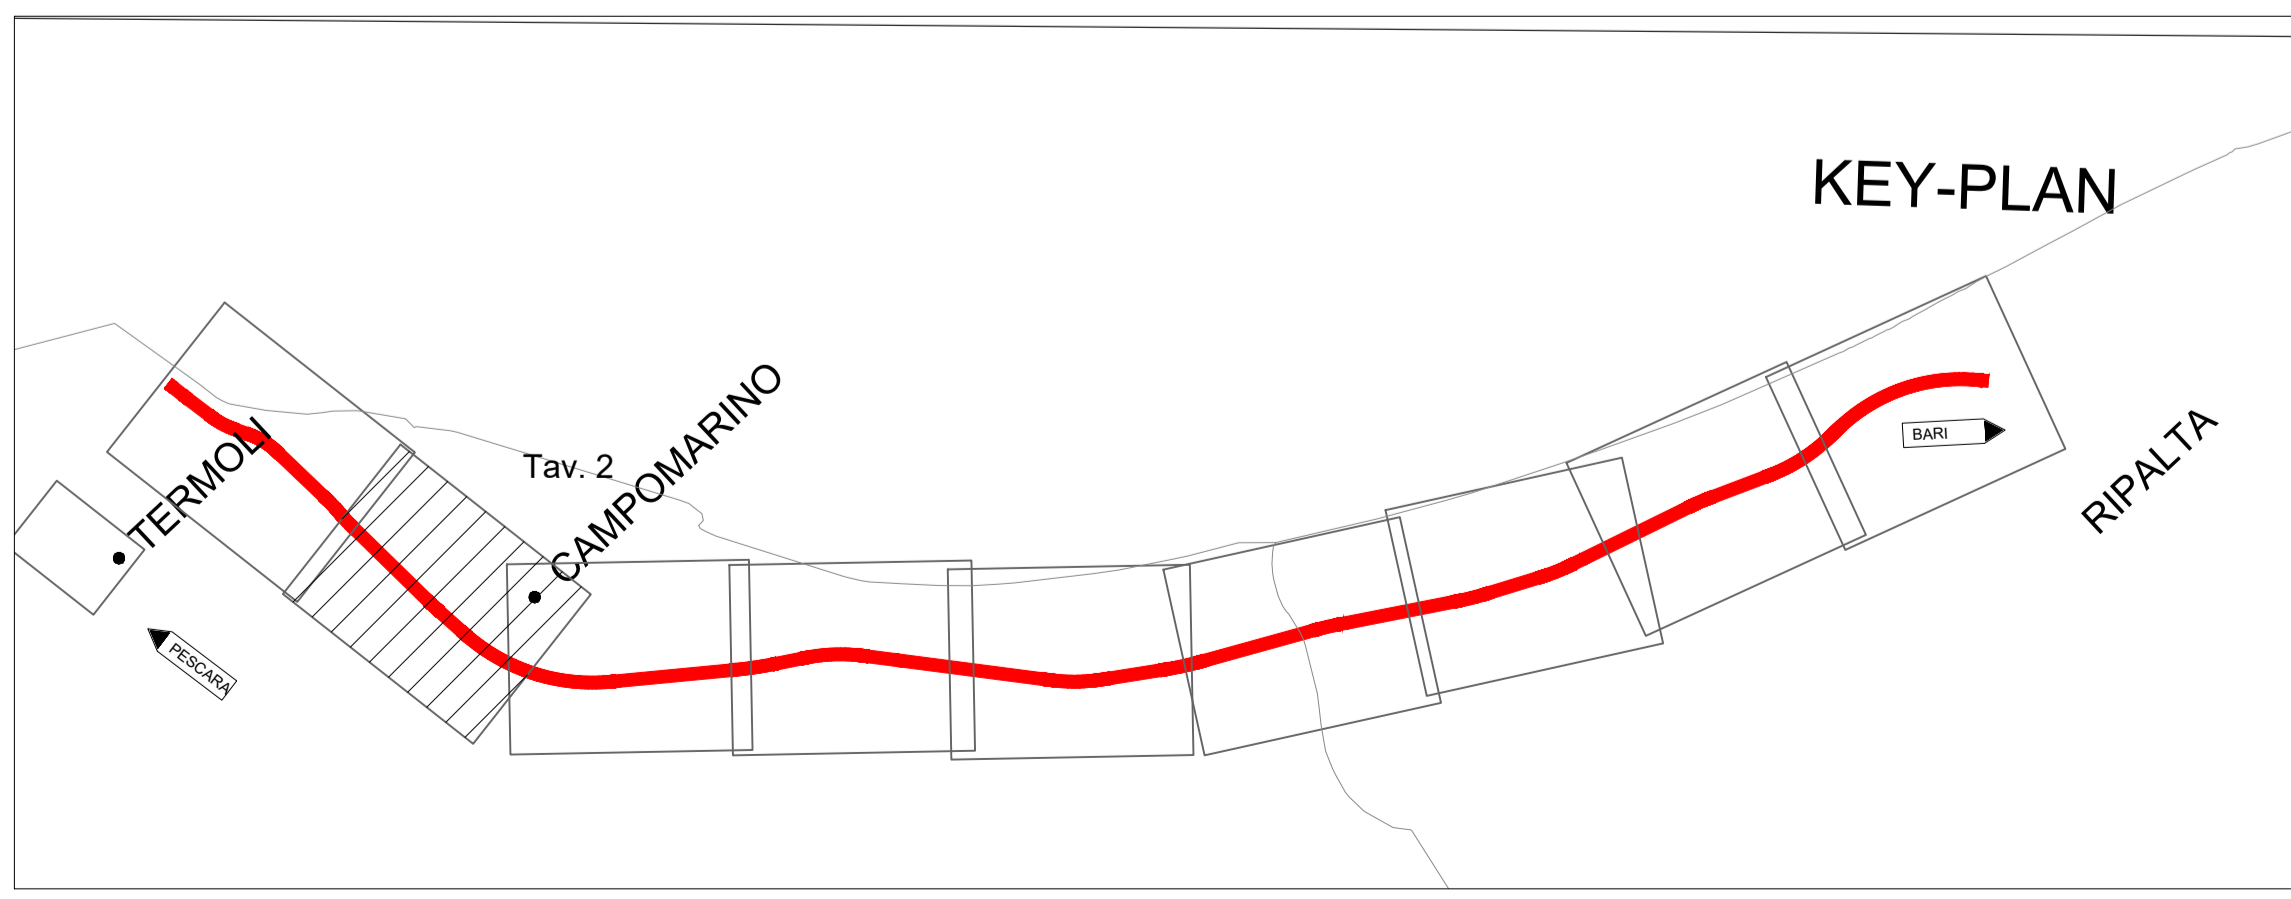 KEY-PLAN
TERMOLI
Tav. 2
CAMPOMARINO
BARI
RIPALTA
PESCARA